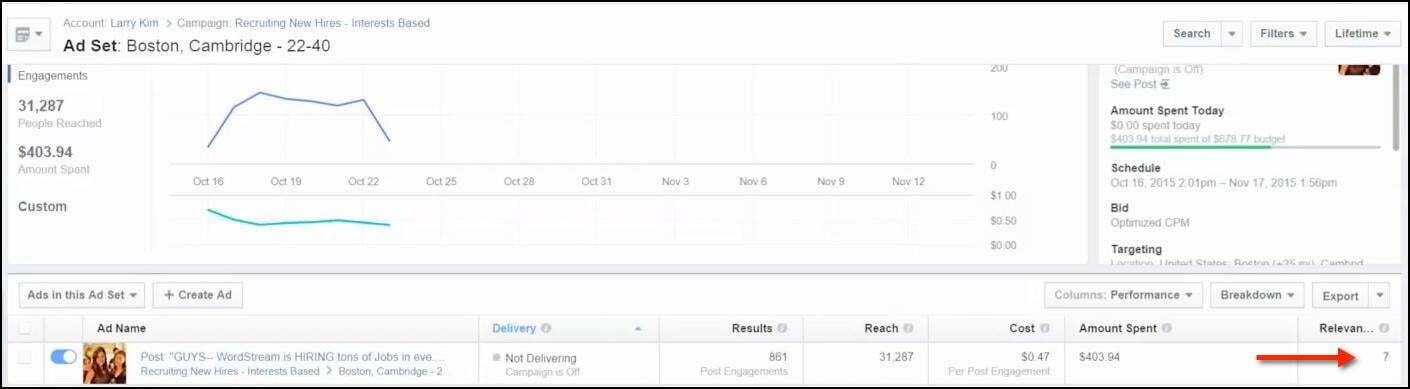 Account: Larry Kim > Campaign: Recruiting New Hires - Interests Based
Ad Set: Boston, Cambridge - 22-40
Search
Filters
Lifetime
Engagements
31,287
People Reached
$403.94
Amount Spent
Custom
200
100
0
Oct 16 Oct 19 Oct 22 Oct 25 Oct 28 Oct 31 Nov 3 Nov 6 Nov 9 Nov 12
$1.00
$0.50
$0.00
(Campaign is Off)
See Post
Amount Spent Today
$0.00 spent today
$403.94 total spent of $678.77 budget
Schedule
Oct 16, 2015 2:01pm – Nov 17, 2015 1:56pm
Bid
Optimized CPM
Targeting
Location: United States: Boston (+25 mi), Cambrid
Ads in this Ad Set
+ Create Ad
Columns: Performance
Breakdown
Export
Ad Name Delivery Results Reach Cost Amount Spent Relevan...
Post "GUYS-- WordStream is HIRING tons of Jobs in eve... Not Delivering 861 31,287 $0.47 $403.94 7
Recruiting New Hires - Interests Based > Boston, Cambridge - 2... Campaign is Off Post Engagements Per Post Engagement